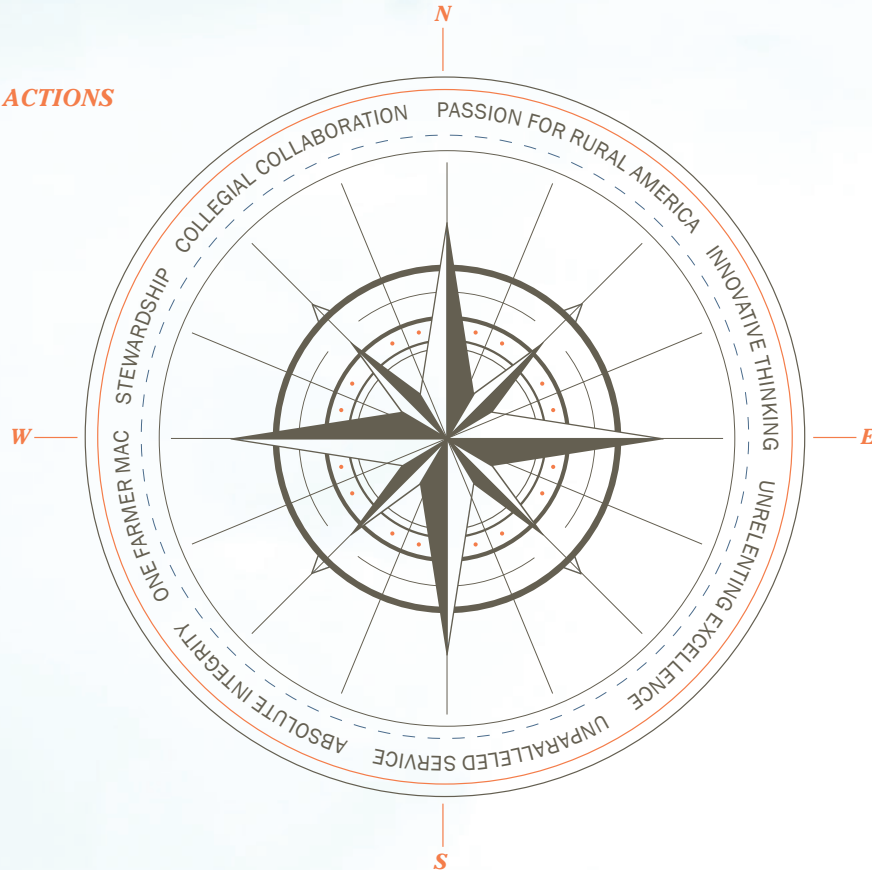 N
ACTIONS
PASSION FOR RURAL AMERICA
INNOVATIVE THINKING
UNRELENTING EXCELLENCE
UNPARALLELED SERVICE
ABSOLUTE INTEGRITY
ONE FARMER MAC
STEWARDSHIP
COLLEGIAL COLLABORATION
W
E
S